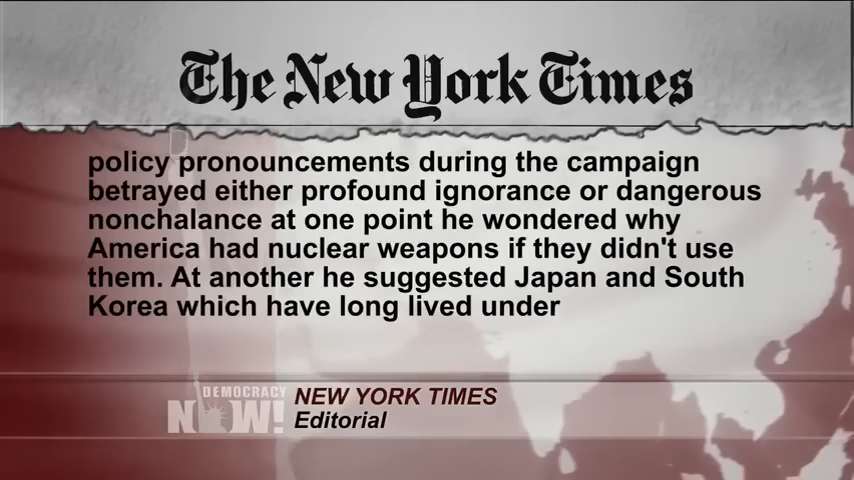 The New York Times
policy pronouncements during the campaign
betrayed either profound ignorance or dangerous
nonchalance at one point he wondered why
America had nuclear weapons if they didn't use
them. At another he suggested Japan and South
Korea which have long lived under
DEMOCRACY
NOW!
NEW YORK TIMES
Editorial